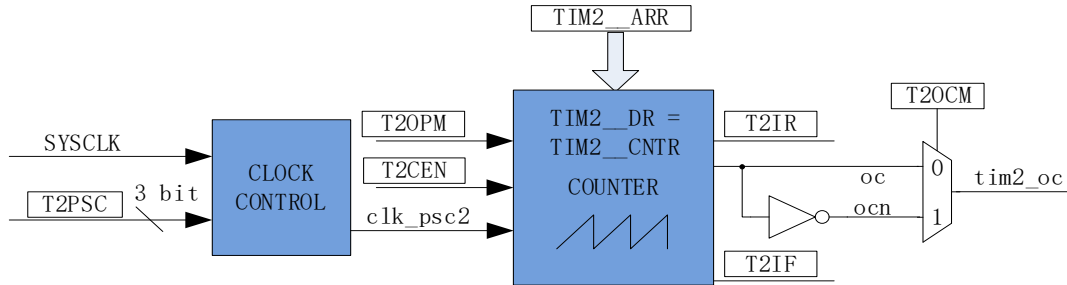 TIM2__ARR
T2OCM
T2OPM
TIM2__DR =
T2IR
SYSCLK
TIM2__CNTR
CLOCK
CONTROL
T2CEN
COUNTER
oc
0
tim2_oc
T2PSC
3 bit
clk_psc2
ocn
1
T2IF